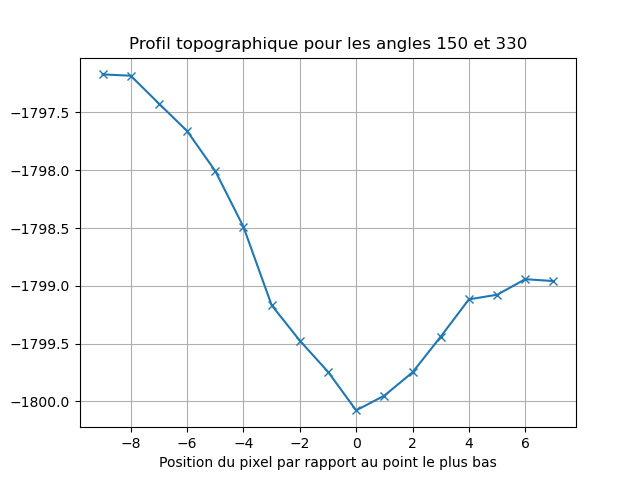 Profil topographique pour les angles 150 et 330
−1797.5
−1798.0
−1798.5
−1799.0
−1799.5
−1800.0
−8 −6 −4 −2 0 2 4 6
Position du pixel par rapport au point le plus bas